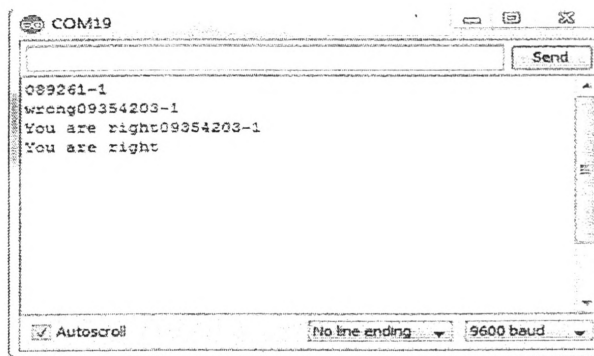 COM19
Send
089261-1
wrong09354203-1
You are right09354203-1
You are right
Autoscroll
No line ending
9600 baud